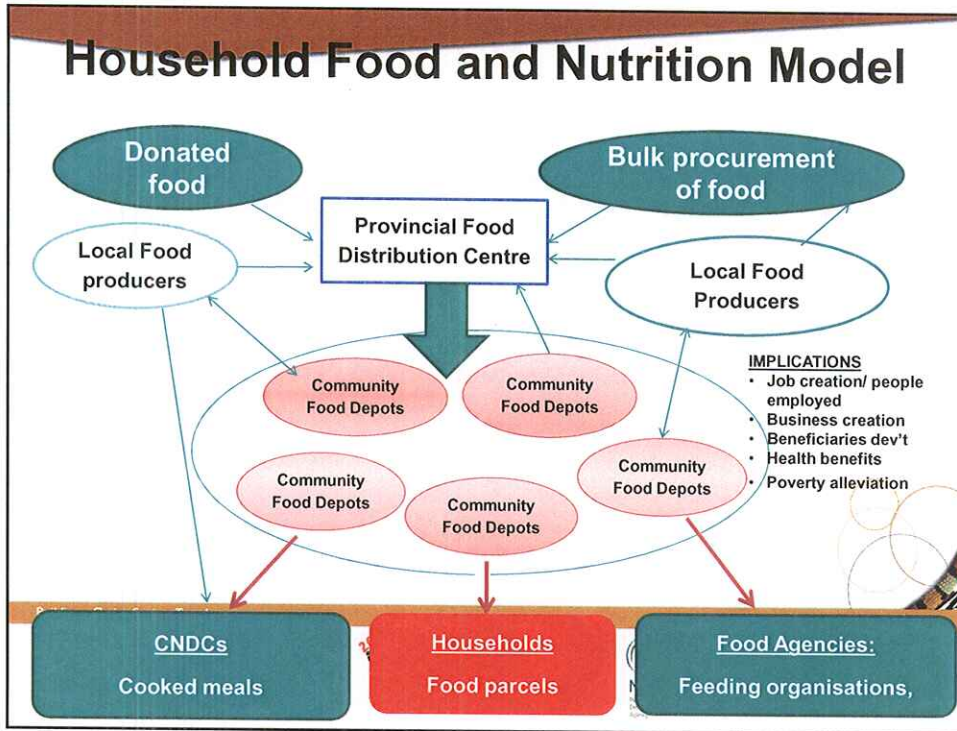 Household Food and Nutrition Model
Donated
food
Bulk procurement
of food
Provincial Food
Distribution Centre
Local Food
producers
Local Food
Producers
Community
Food Depots
Community
Food Depots
IMPLICATIONS
• Job creation/ people
employed
• Business creation
• Beneficiaries dev't
• Health benefits
• Poverty alleviation
Community
Food Depots
Community
Food Depots
Community
Food Depots
CNDCs
Cooked meals
Households
Food parcels
Food Agencies:
Feeding organisations,